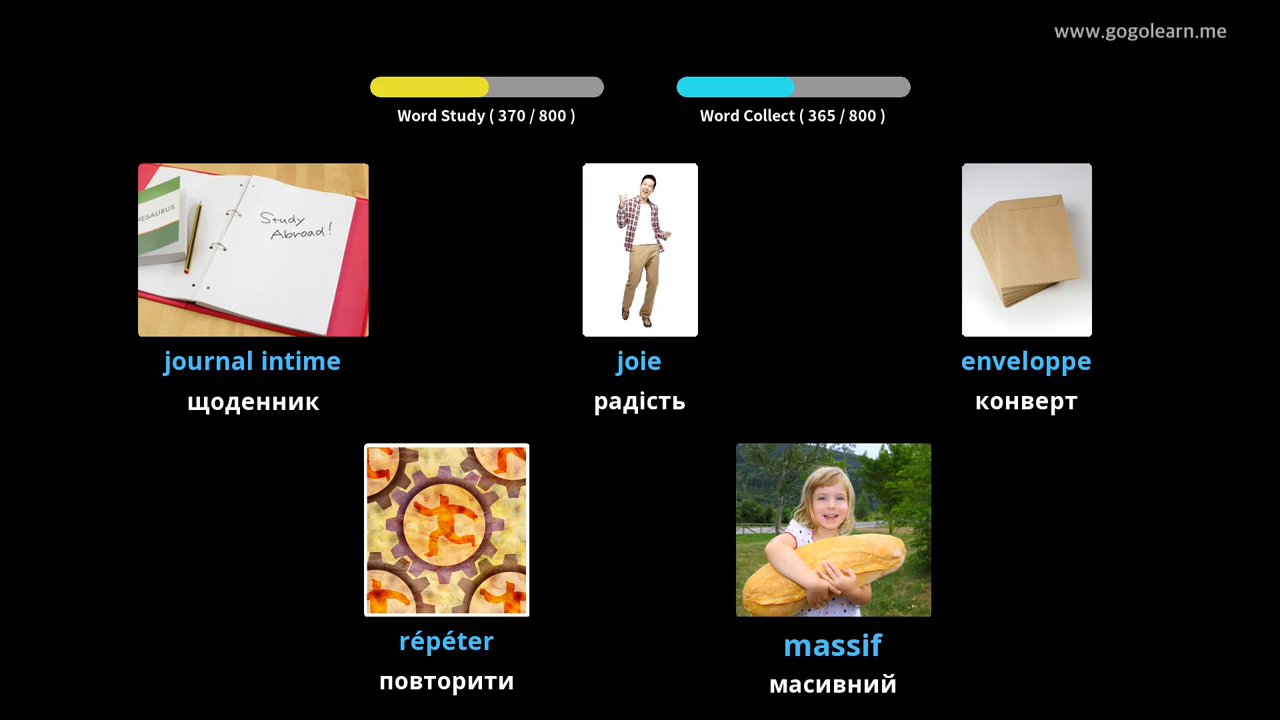 www.gogolearn.me
Word Study ( 370 / 800 )
Word Collect ( 365 / 800 )
HESAURUS
Study
Abroad!
journal intime
joie
enveloppe
щоденник
радість
конверт
répéter
massif
повторити
масивний